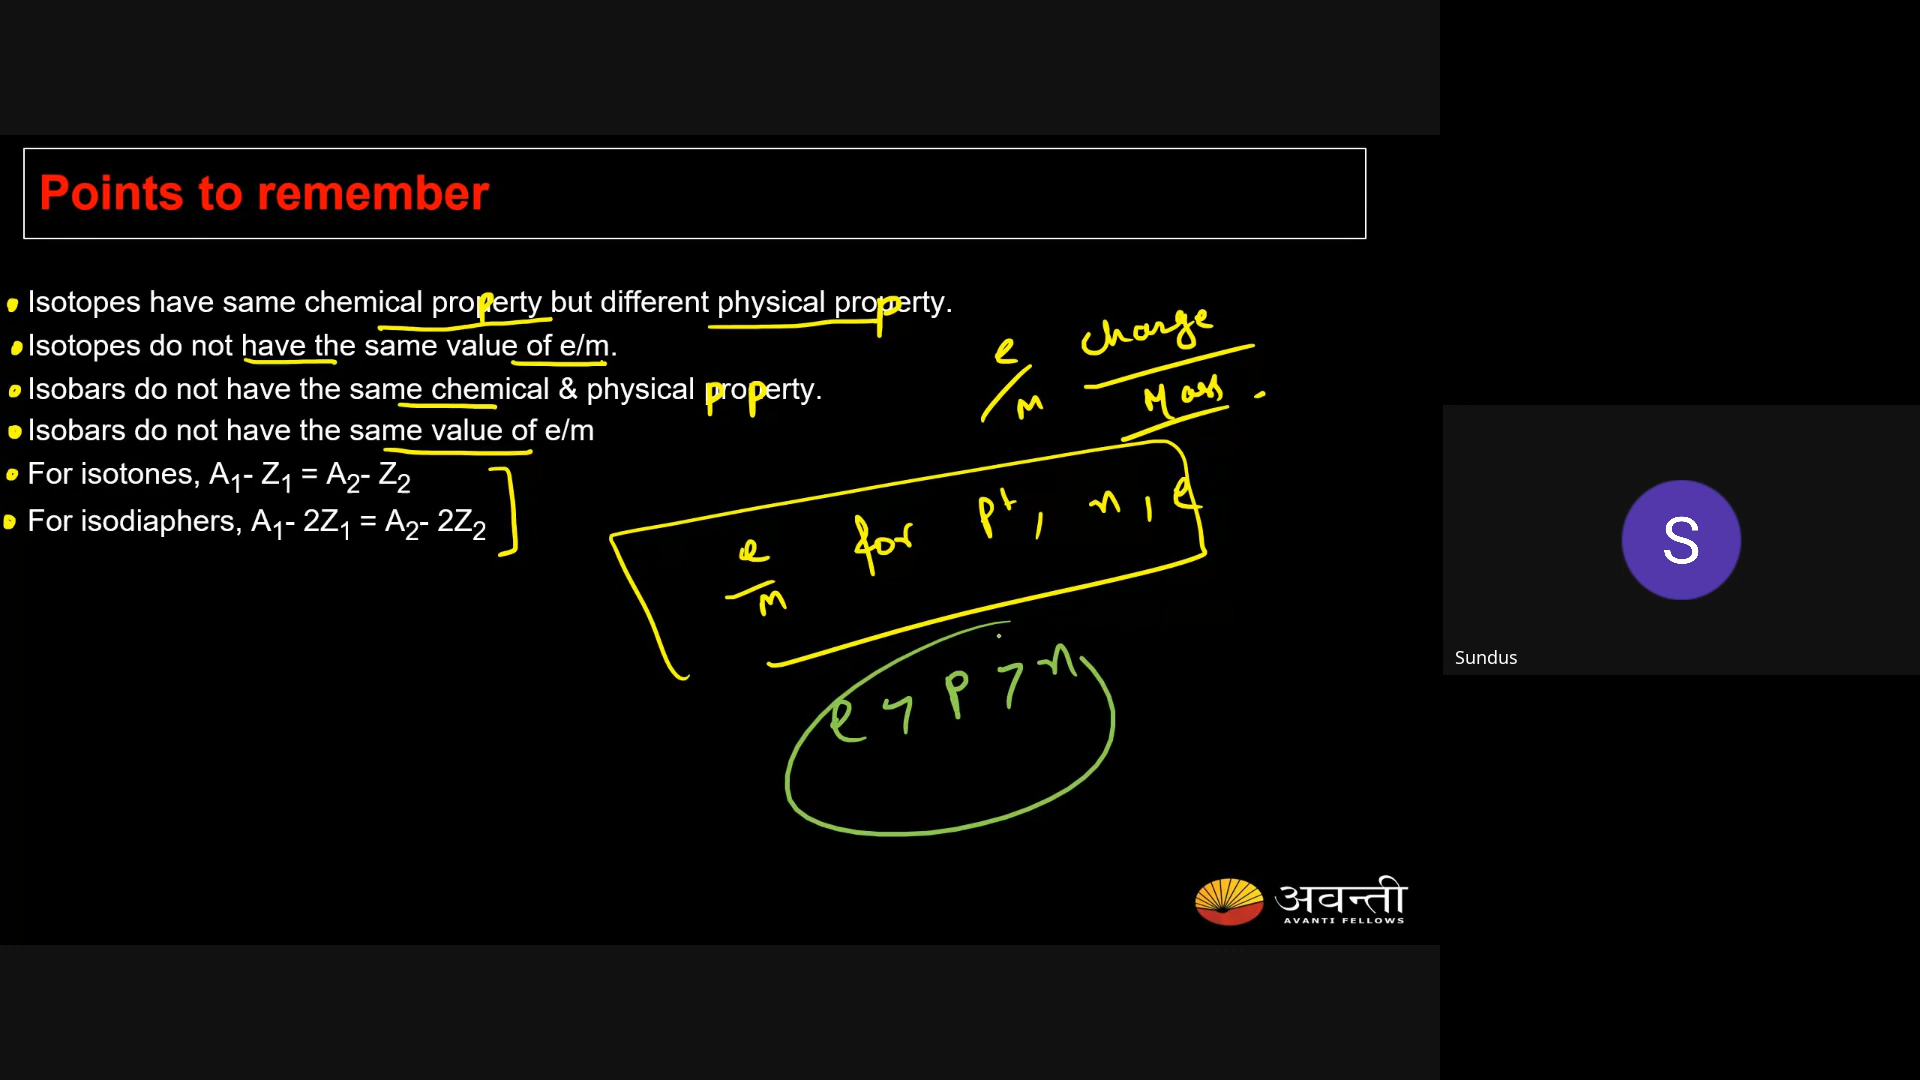 Points to remember
Isotopes have same chemical property but different physical property.
Isotopes do not have the same value of e/m.
Isobars do not have the same chemical & physical property.
Isobars do not have the same value of e/m
For isotones, A1- Z1 = A2- Z2
For isodiaphers, A1- 2Z1 = A2- 2Z2
p
p
p p
e/m charge
Mass
e/m for p+, n, e
e > p > n
अवन्ती
AVANTI FELLOWS
S
Sundus